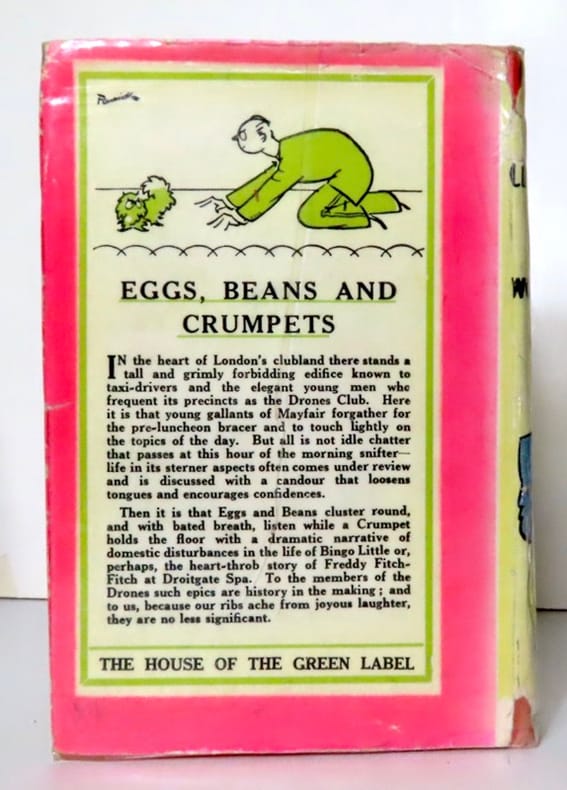 EGGS, BEANS AND
CRUMPETS
IN the heart of London's clubland there stands a
tall and grimly forbidding edifice known to
taxi-drivers and the elegant young men who
frequent its precincts as the Drones Club. Here
it is that young gallants of Mayfair forgather for
the pre-luncheon bracer and to touch lightly on
the topics of the day. But all is not idle chatter
that passes at this hour of the morning snifter—
life in its sterner aspects often comes under review
and is discussed with a candour that loosens
tongues and encourages confidences.
Then it is that Eggs and Beans cluster round,
and with bated breath, listen while a Crumpet
holds the floor with a dramatic narrative of
domestic disturbances in the life of Bingo Little or,
perhaps, the heart-throb story of Freddy Fitch-
Fitch at Droitgate Spa. To the members of the
Drones such epics are history in the making ; and
to us, because our ribs ache from joyous laughter,
they are no less significant.
THE HOUSE OF THE GREEN LABEL